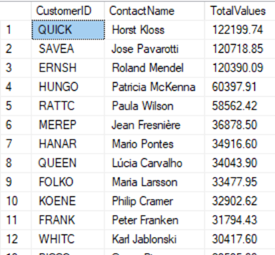 CustomerID ContactName TotalValues
1 QUICK Horst Kloss 122199.74
2 SAVEA Jose Pavarotti 120718.85
3 ERNSH Roland Mendel 120390.09
4 HUNGO Patricia McKenna 60397.91
5 RATTC Paula Wilson 58562.42
6 MEREP Jean Fresnière 36878.50
7 HANAR Mario Pontes 34916.60
8 QUEEN Lúcia Carvalho 34043.90
9 FOLKO Maria Larsson 33477.95
10 KOENE Philip Cramer 32902.62
11 FRANK Peter Franken 31794.43
12 WHITC Karl Jablonski 30417.60